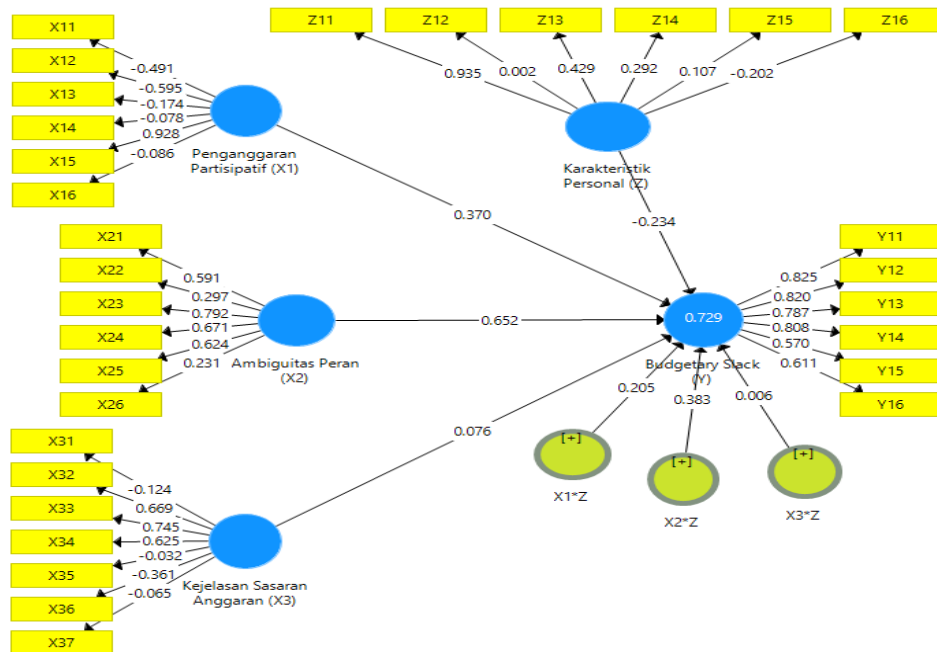 Z11
Z12
Z13
Z14
Z15
Z16
0.935
0.002
0.429
0.292
0.107
-0.202
Karakteristik
Personal (Z)
-0.234
X11
X12
X13
X14
X15
X16
-0.491
-0.595
-0.174
-0.078
0.928
-0.086
Penganggaran
Partisipatif (X1)
0.370
X21
X22
X23
X24
X25
X26
0.591
0.297
0.792
0.671
0.624
0.231
Ambiguitas Peran
(X2)
0.652
X31
X32
X33
X34
X35
X36
X37
-0.124
0.669
0.745
0.625
-0.032
-0.361
-0.065
Kejelasan Sasaran
Anggaran (X3)
0.076
0.729
Budgetary Slack
(Y)
Y11
Y12
Y13
Y14
Y15
Y16
0.825
0.820
0.787
0.808
0.570
0.611
0.205
0.383
0.006
[+]
X1*Z
[+]
X2*Z
[+]
X3*Z